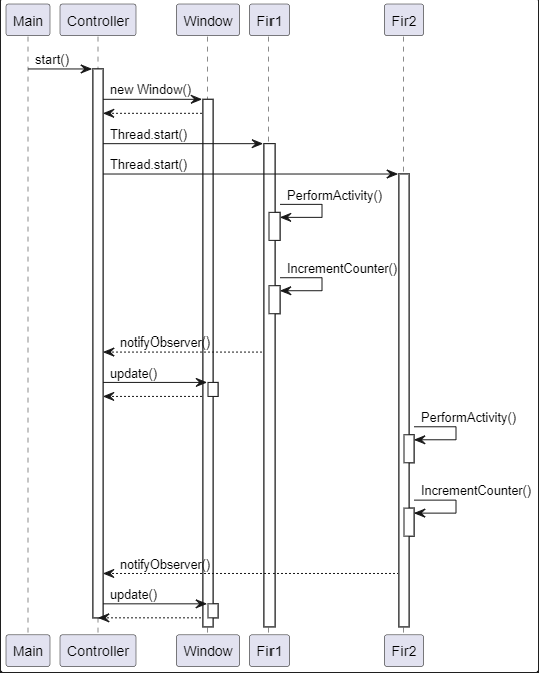 Main Controller Window Fir1 Fir2
start()
new Window()
Thread.start()
Thread.start()
PerformActivity()
IncrementCounter()
notifyObserver()
update()
PerformActivity()
IncrementCounter()
notifyObserver()
update()
Main Controller Window Fir1 Fir2